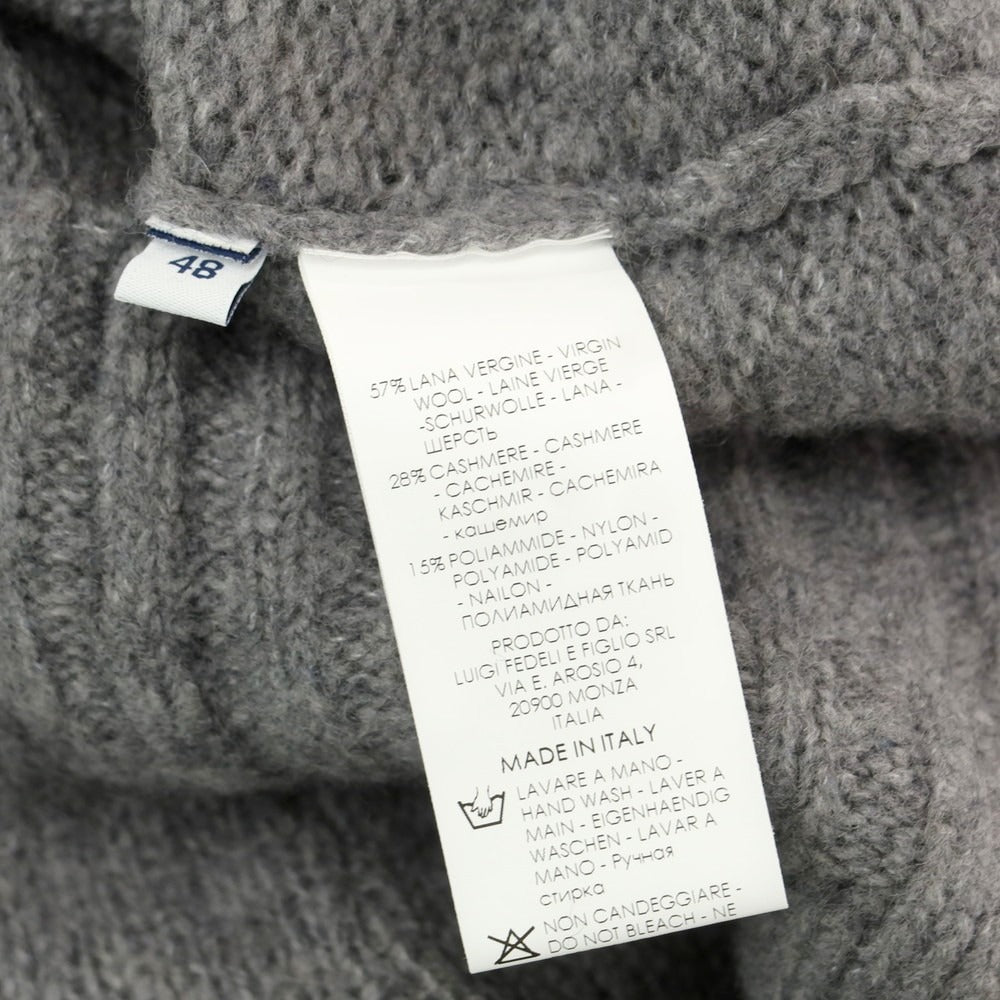 48
57% LANA VERGINE - VIRGIN
WOOL - LAINE VIERGE
-SCHURWOLLE - LANA -
ШЕРСТЬ
28% CASHMERE - CASHMERE
- CACHEMIRE -
KASCHMIR - CACHEMIRA
- кашемир
15% POLIAMMIDE - NYLON -
POLYAMIDE - POLYAMID
- NAILON -
ПОЛИАМИДНАЯ ТКАНЬ
PRODOTTO DA:
LUIGI FEDELI E FIGLIO SRL
VIA E. AROSIO 4,
20900 MONZA
ITALIA
MADE IN ITALY
LAVARE A MANO -
HAND WASH - LAVER A
MAIN - EIGENHAENDIG
WASCHEN - LAVAR A
MANO - Ручная
стирка
NON CANDEGGIARE -
DO NOT BLEACH - NE